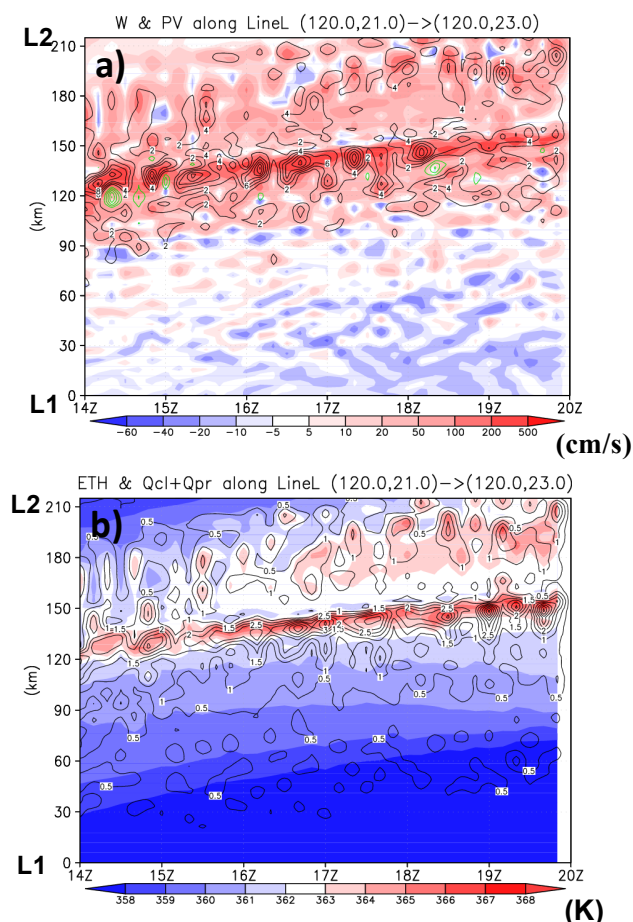 W & PV along LineL (120.0,21.0)->(120.0,23.0)
L2
a)
210
180
150
120
(km)
90
60
30
0
L1
14Z 15Z 16Z 17Z 18Z 19Z 20Z
-60 -40 -20 -10 -5 5 10 20 50 100 200 500
(cm/s)
ETH & Qcl+Qpr along LineL (120.0,21.0)->(120.0,23.0)
L2
b)
210
180
150
120
(km)
90
60
30
0
L1
14Z 15Z 16Z 17Z 18Z 19Z 20Z
358 359 360 361 362 363 364 365 366 367 368
(K)